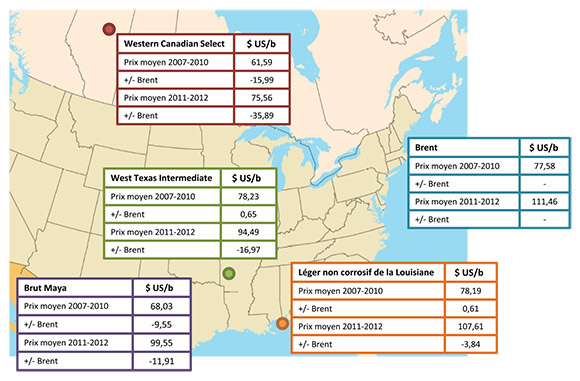 Western Canadian Select $ US/b
Prix moyen 2007-2010 61,59
+/- Brent -15,99
Prix moyen 2011-2012 75,56
+/- Brent -35,89
Brent $ US/b
Prix moyen 2007-2010 77,58
+/- Brent -
Prix moyen 2011-2012 111,46
+/- Brent -
West Texas Intermediate $ US/b
Prix moyen 2007-2010 78,23
+/- Brent 0,65
Prix moyen 2011-2012 94,49
+/- Brent -16,97
Léger non corrosif de la Louisiane $ US/b
Prix moyen 2007-2010 78,19
+/- Brent 0,61
Prix moyen 2011-2012 107,61
+/- Brent -3,84
Brut Maya $ US/b
Prix moyen 2007-2010 68,03
+/- Brent -9,55
Prix moyen 2011-2012 99,55
+/- Brent -11,91